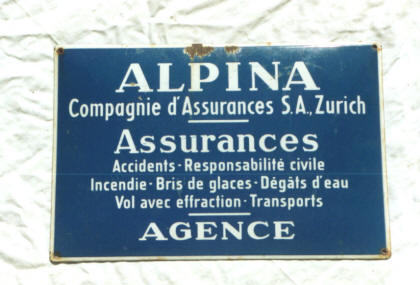 ALPINA
Compagnie d'Assurances S.A., Zurich
Assurances
Accidents - Responsabilité civile
Incendie - Bris de glaces - Dégâts d'eau
Vol avec effraction - Transports
AGENCE